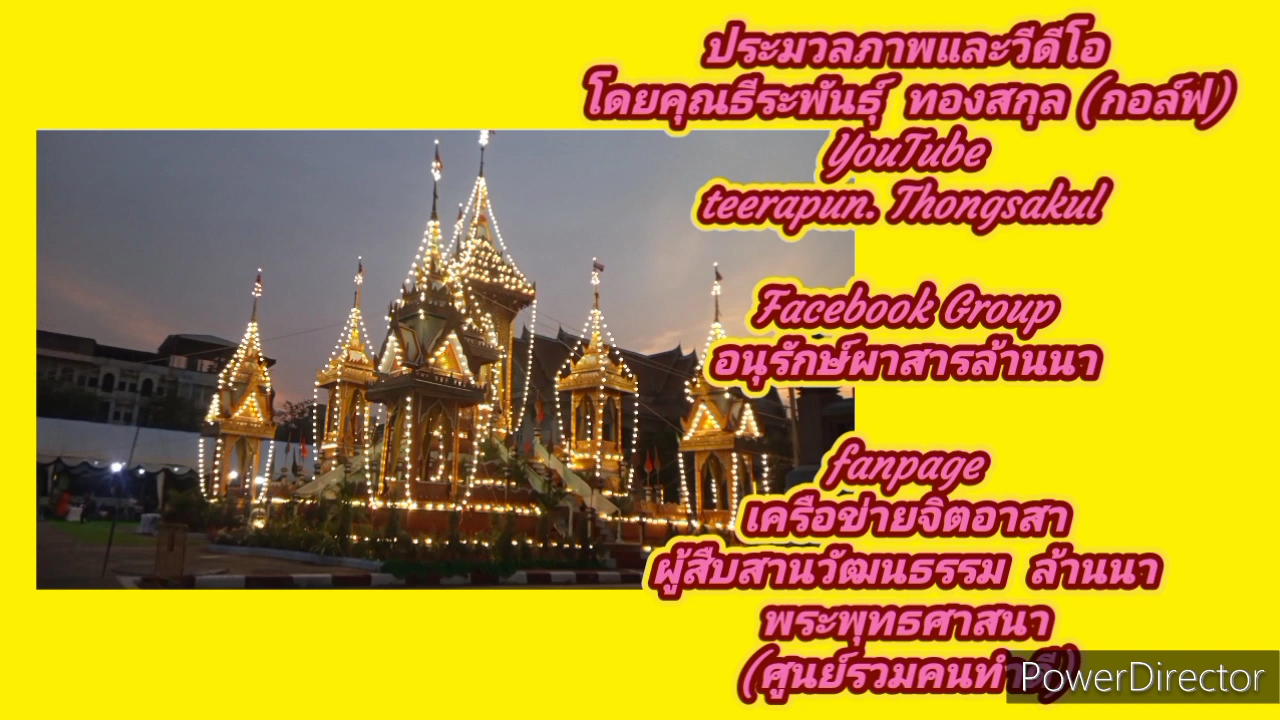 ประมวลภาพและวีดีโอ
โดยคุณธีระพันธุ์ ทองสกุล (กอล์ฟ)
YouTube
teerapun. Thongsakul
Facebook Group
อนุรักษ์ผาสารล้านนา
fanpage
เครือข่ายจิตอาสา
ผู้สืบสานวัฒนธรรม ล้านนา
พระพุทธศาสนา
(ศูนย์รวมคนทำดี)
PowerDirector